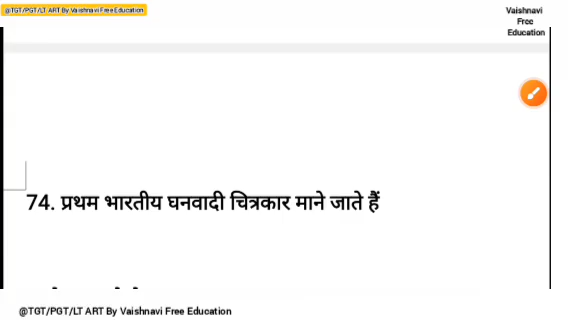 @TGT/PGT/LT ART By Vaishnavi Free Education
Vaishnavi
Free
Education
74. प्रथम भारतीय घनवादी चित्रकार माने जाते हैं
@TGT/PGT/LT ART By Vaishnavi Free Education